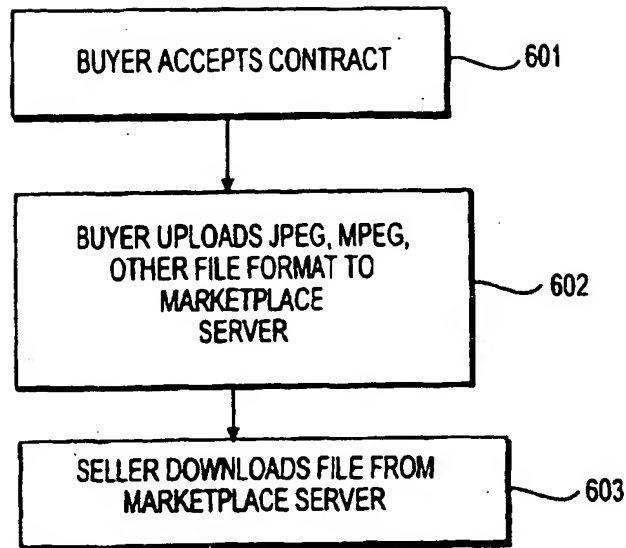 BUYER ACCEPTS CONTRACT
601
BUYER UPLOADS JPEG, MPEG,
OTHER FILE FORMAT TO
MARKETPLACE
SERVER
602
SELLER DOWNLOADS FILE FROM
MARKETPLACE SERVER
603